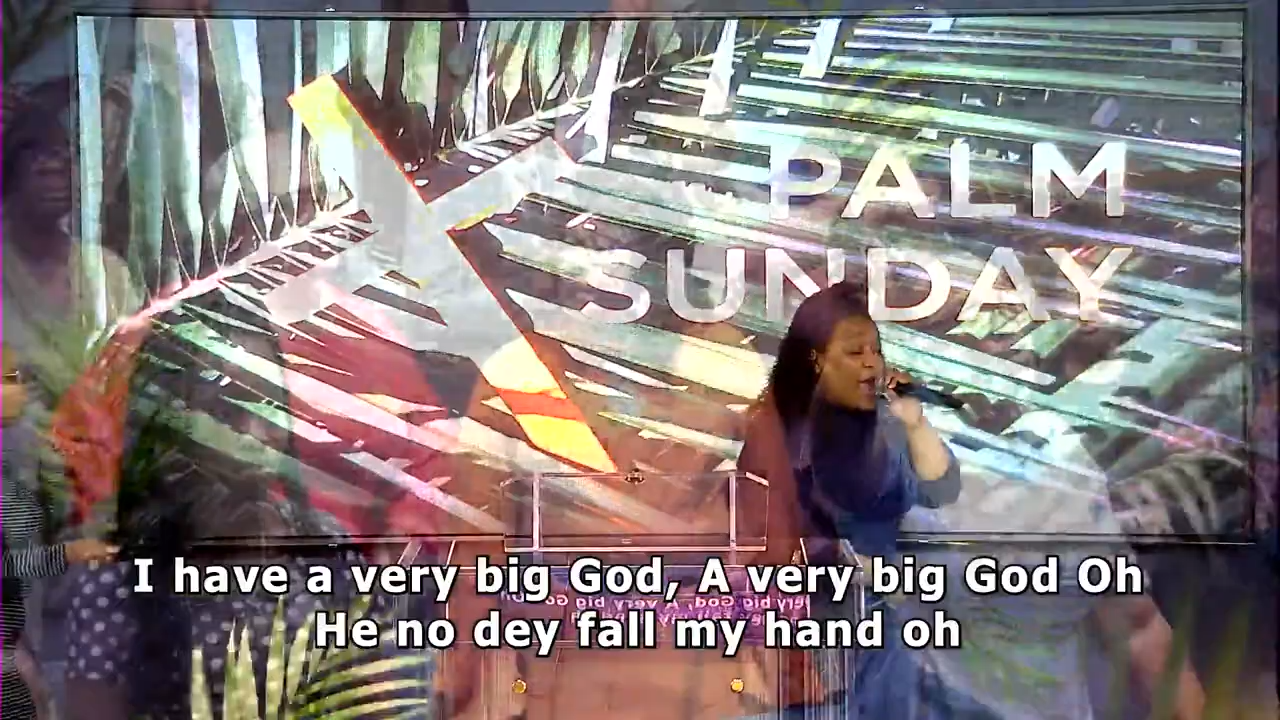 PALM
SUNDAY
I have a very big God, A very big God Oh
He no dey fall my hand oh